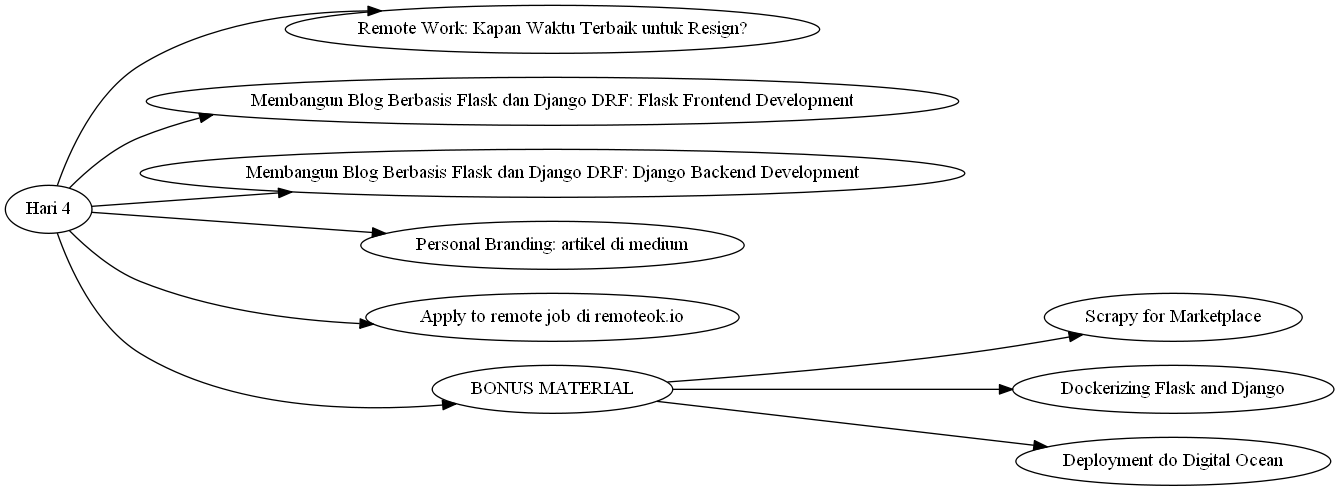 Remote Work: Kapan Waktu Terbaik untuk Resign?
Membangun Blog Berbasis Flask dan Django DRF: Flask Frontend Development
Membangun Blog Berbasis Flask dan Django DRF: Django Backend Development
Hari 4
Personal Branding: artikel di medium
Apply to remote job di remoteok.io
Scrapy for Marketplace
BONUS MATERIAL
Dockerizing Flask and Django
Deployment do Digital Ocean